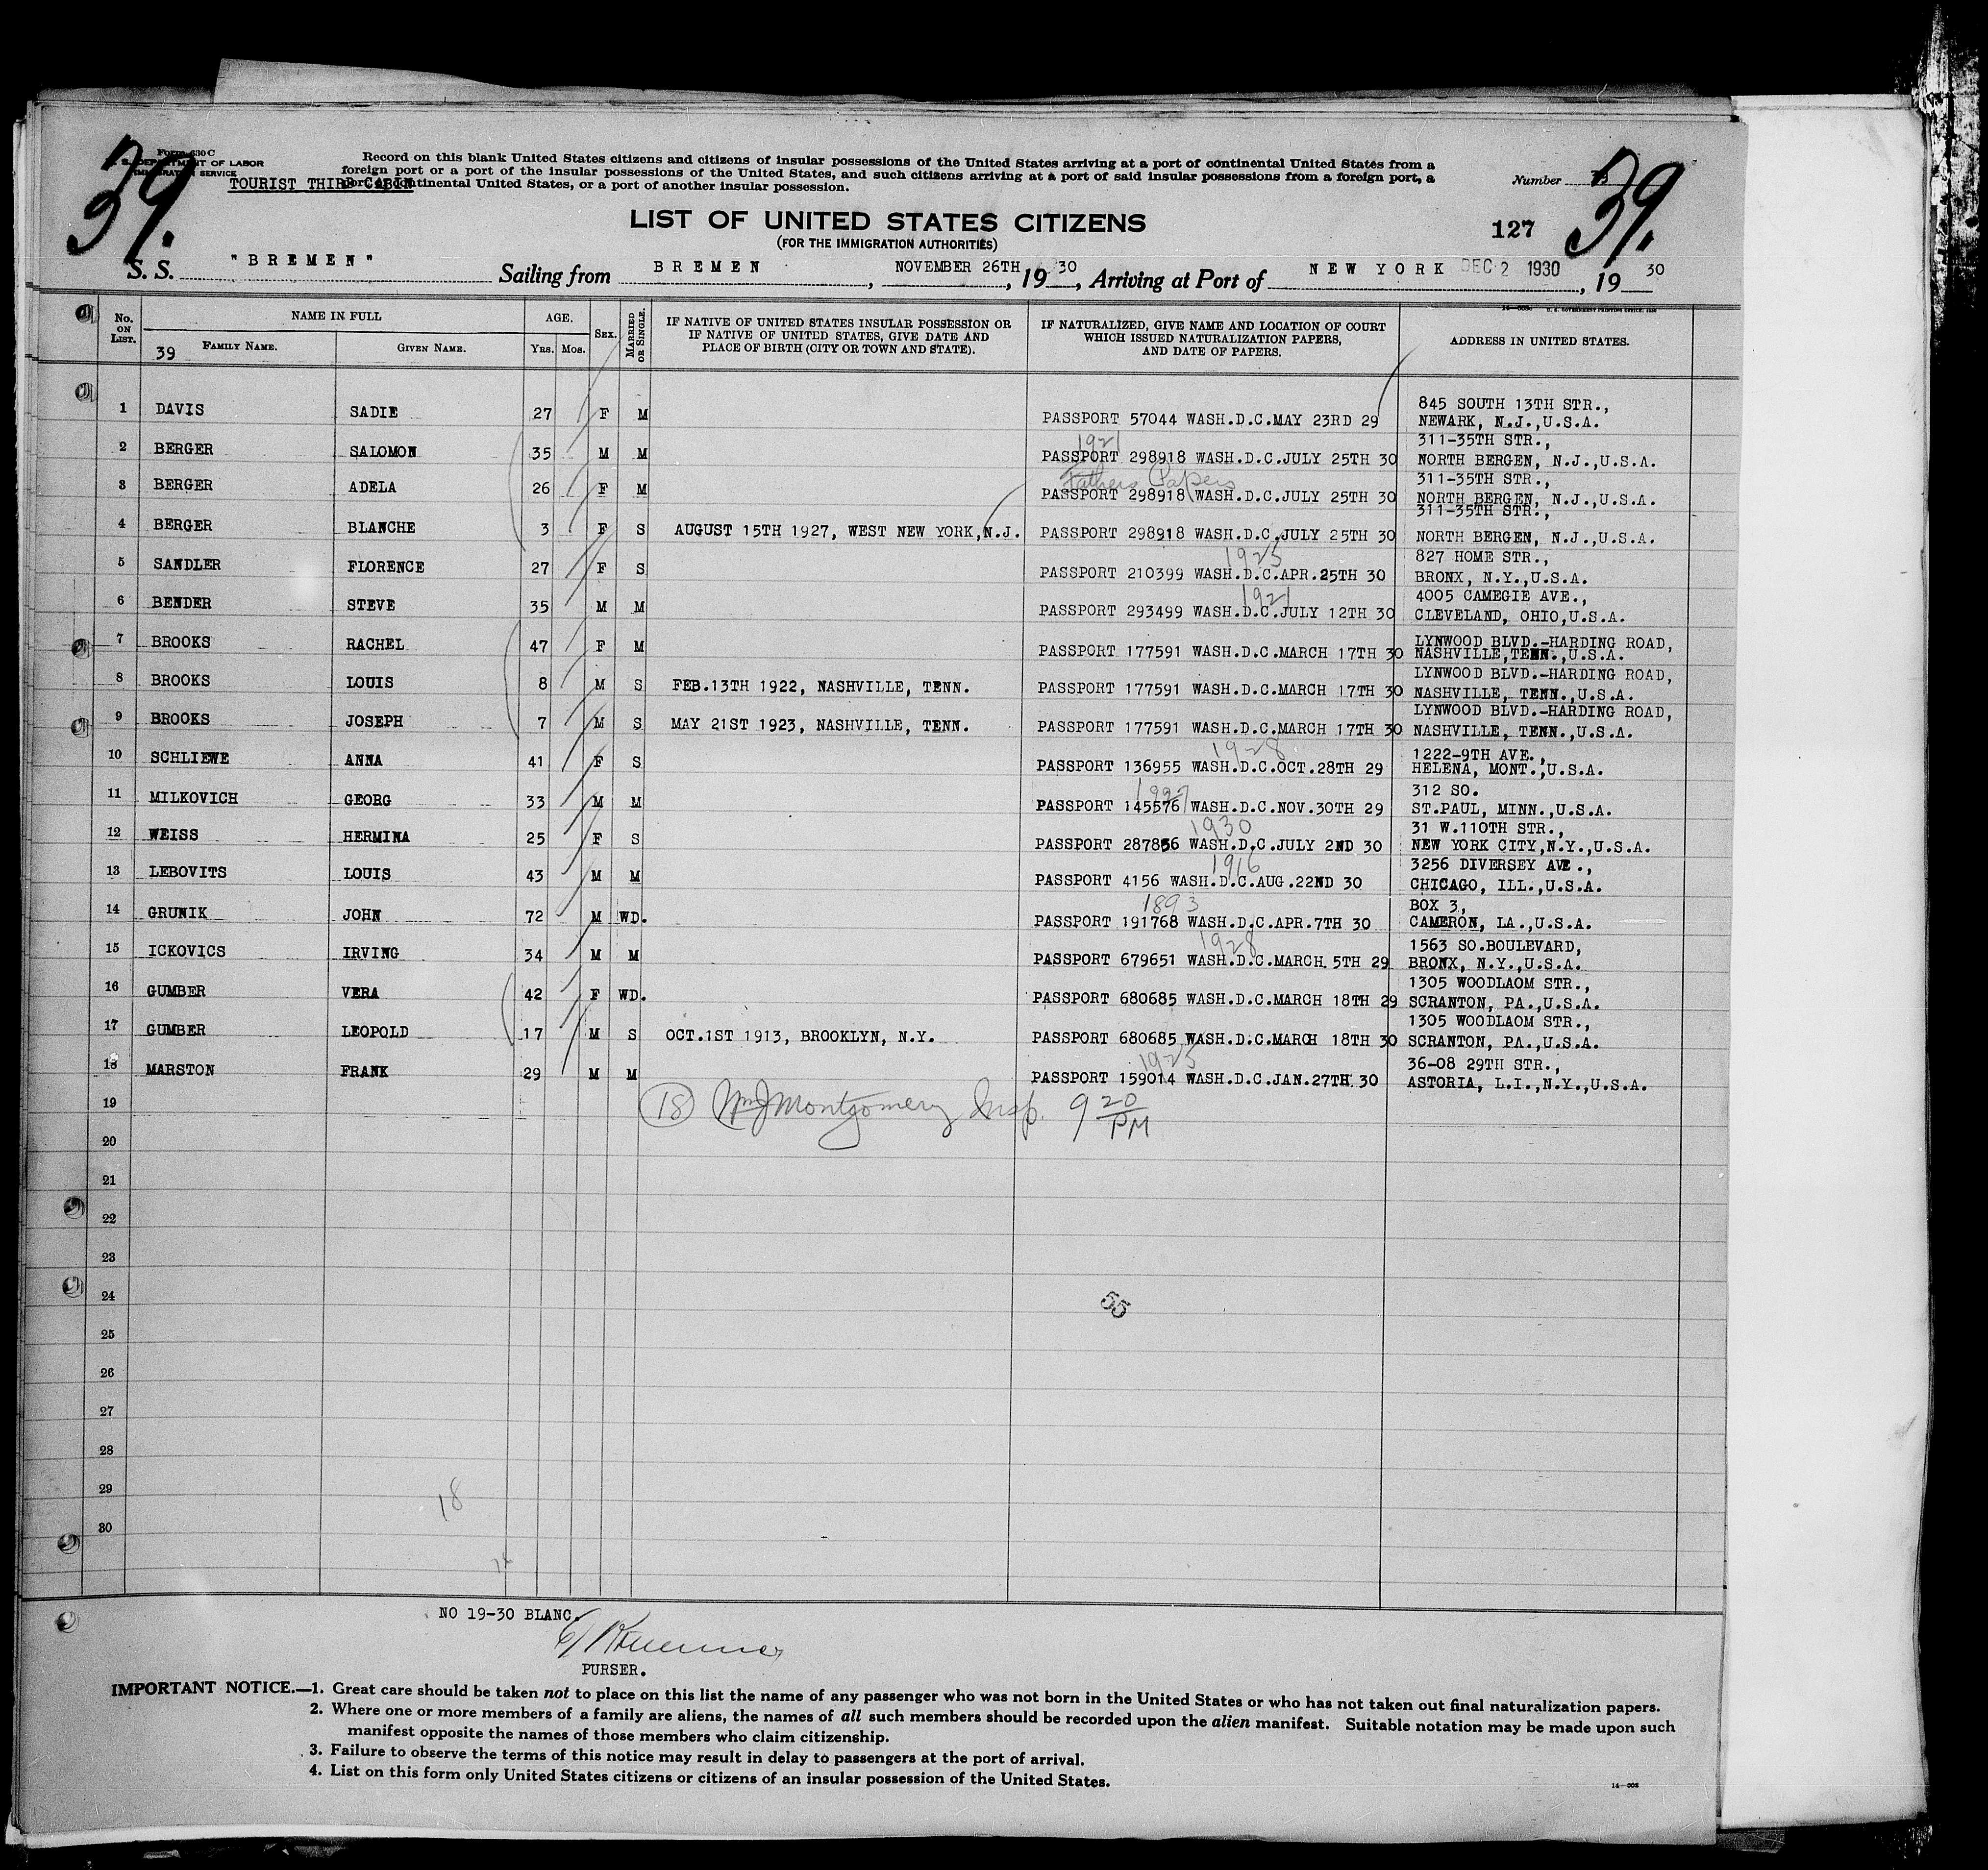 39.
Form 630 C
U. S. DEPARTMENT OF LABOR
IMMIGRATION SERVICE
TOURIST THIRD CABIN
Record on this blank United States citizens and citizens of insular possessions of the United States arriving at a port of continental United States from a
foreign port or a port of the insular possessions of the United States, and such citizens arriving at a port of said insular possessions from a foreign port, a
port of continental United States, or a port of another insular possession.
Number
39.
127
LIST OF UNITED STATES CITIZENS
(FOR THE IMMIGRATION AUTHORITIES)
S. S. "BREMEN" Sailing from BREMEN, NOVEMBER 26TH, 1930, Arriving at Port of NEW YORK DEC 2 1930, 1930
No. ON LIST. NAME IN FULL AGE. SEX. MARRIED OR SINGLE. IF NATIVE OF UNITED STATES INSULAR POSSESSION OR IF NATIVE OF UNITED STATES, GIVE DATE AND PLACE OF BIRTH (CITY OR TOWN AND STATE). IF NATURALIZED, GIVE NAME AND LOCATION OF COURT WHICH ISSUED NATURALIZATION PAPERS, AND DATE OF PAPERS. ADDRESS IN UNITED STATES.
39 FAMILY NAME. GIVEN NAME. YRS. MOS.
1 DAVIS SADIE 27 F M PASSPORT 57044 WASH.D.C.MAY 23RD 29 845 SOUTH 13TH STR.,
NEWARK, N.J.,U.S.A.
1921
2 BERGER SALOMON 35 M M PASSPORT 298918 WASH.D.C.JULY 25TH 30 311-35TH STR.,
NORTH BERGEN, N.J.,U.S.A.
Fathers Papers
3 BERGER ADELA 26 F M PASSPORT 298918 WASH.D.C.JULY 25TH 30 311-35TH STR.,
NORTH BERGEN, N.J.,U.S.A.
4 BERGER BLANCHE 3 F S AUGUST 15TH 1927, WEST NEW YORK,N.J. PASSPORT 298918 WASH.D.C.JULY 25TH 30 311-35TH STR.,
NORTH BERGEN, N.J.,U.S.A.
1925
5 SANDLER FLORENCE 27 F S PASSPORT 210399 WASH.D.C.APR.25TH 30 827 HOME STR.,
BRONX, N.Y.,U.S.A.
1921
6 BENDER STEVE 35 M M PASSPORT 293499 WASH.D.C.JULY 12TH 30 4005 CAMEGIE AVE.,
CLEVELAND, OHIO,U.S.A.
7 BROOKS RACHEL 47 F M PASSPORT 177591 WASH.D.C.MARCH 17TH 30 LYNWOOD BLVD.-HARDING ROAD,
NASHVILLE,TENN.,U.S.A.
8 BROOKS LOUIS 8 M S FEB.13TH 1922, NASHVILLE, TENN. PASSPORT 177591 WASH.D.C.MARCH 17TH 30 LYNWOOD BLVD.-HARDING ROAD,
NASHVILLE, TENN.,U.S.A.
9 BROOKS JOSEPH 7 M S MAY 21ST 1923, NASHVILLE, TENN. PASSPORT 177591 WASH.D.C.MARCH 17TH 30 LYNWOOD BLVD.-HARDING ROAD,
NASHVILLE, TENN.,U.S.A.
1928
10 SCHLIEWE ANNA 41 F S PASSPORT 136955 WASH.D.C.OCT.28TH 29 1222-9TH AVE.,
HELENA, MONT.,U.S.A.
1927
11 MILKOVICH GEORG 33 M M PASSPORT 145576 WASH.D.C.NOV.30TH 29 312 SO.
ST.PAUL, MINN.,U.S.A.
1930
12 WEISS HERMINA 25 F S PASSPORT 287856 WASH.D.C.JULY 2ND 30 31 W.110TH STR.,
NEW YORK CITY,N.Y.,U.S.A.
1916
13 LEBOVITS LOUIS 43 M M PASSPORT 4156 WASH.D.C.AUG.22ND 30 3256 DIVERSEY AVE.,
CHICAGO, ILL.,U.S.A.
1893
14 GRUNIK JOHN 72 M WD. PASSPORT 191768 WASH.D.C.APR.7TH 30 BOX 3,
CAMERON, LA.,U.S.A.
1928
15 ICKOVICS IRVING 34 M M PASSPORT 679651 WASH.D.C.MARCH 5TH 29 1563 SO.BOULEVARD,
BRONX, N.Y.,U.S.A.
16 GUMBER VERA 42 F WD. PASSPORT 680685 WASH.D.C.MARCH 18TH 29 1305 WOODLAOM STR.,
SCRANTON, PA.,U.S.A.
17 GUMBER LEOPOLD 17 M S OCT.1ST 1913, BROOKLYN, N.Y. PASSPORT 680685 WASH.D.C.MARCH 18TH 30 1305 WOODLAOM STR.,
SCRANTON, PA.,U.S.A.
1925
18 MARSTON FRANK 29 M M PASSPORT 159014 WASH.D.C.JAN.27TH 30 36-08 29TH STR.,
ASTORIA, L.I.,N.Y.,U.S.A.
19 18 Wm J Montgomery Insp. 9 20 PM
20
21
22
23
24 55
25
26
27
28
29 18
30
NO 19-30 BLANC.
PURSER.
IMPORTANT NOTICE.—1. Great care should be taken not to place on this list the name of any passenger who was not born in the United States or who has not taken out final naturalization papers.
2. Where one or more members of a family are aliens, the names of all such members should be recorded upon the alien manifest. Suitable notation may be made upon such
manifest opposite the names of those members who claim citizenship.
3. Failure to observe the terms of this notice may result in delay to passengers at the port of arrival.
4. List on this form only United States citizens or citizens of an insular possession of the United States.